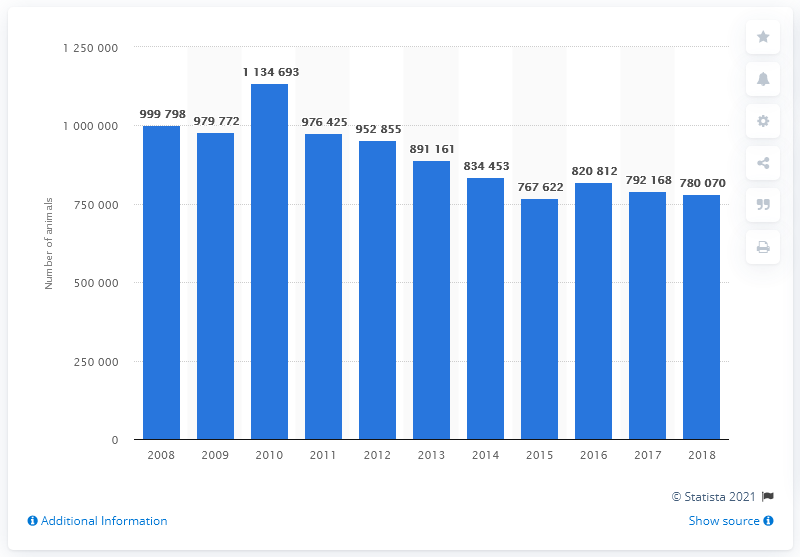 1 250 000
1 000 000
750 000
500 000
250 000
0
Number of animals
999 798
979 772
1 134 693
976 425
952 855
891 161
834 453
767 622
820 812
792 168
780 070
2008 2009 2010 2011 2012 2013 2014 2015 2016 2017 2018
© Statista 2021
Additional Information
Show source